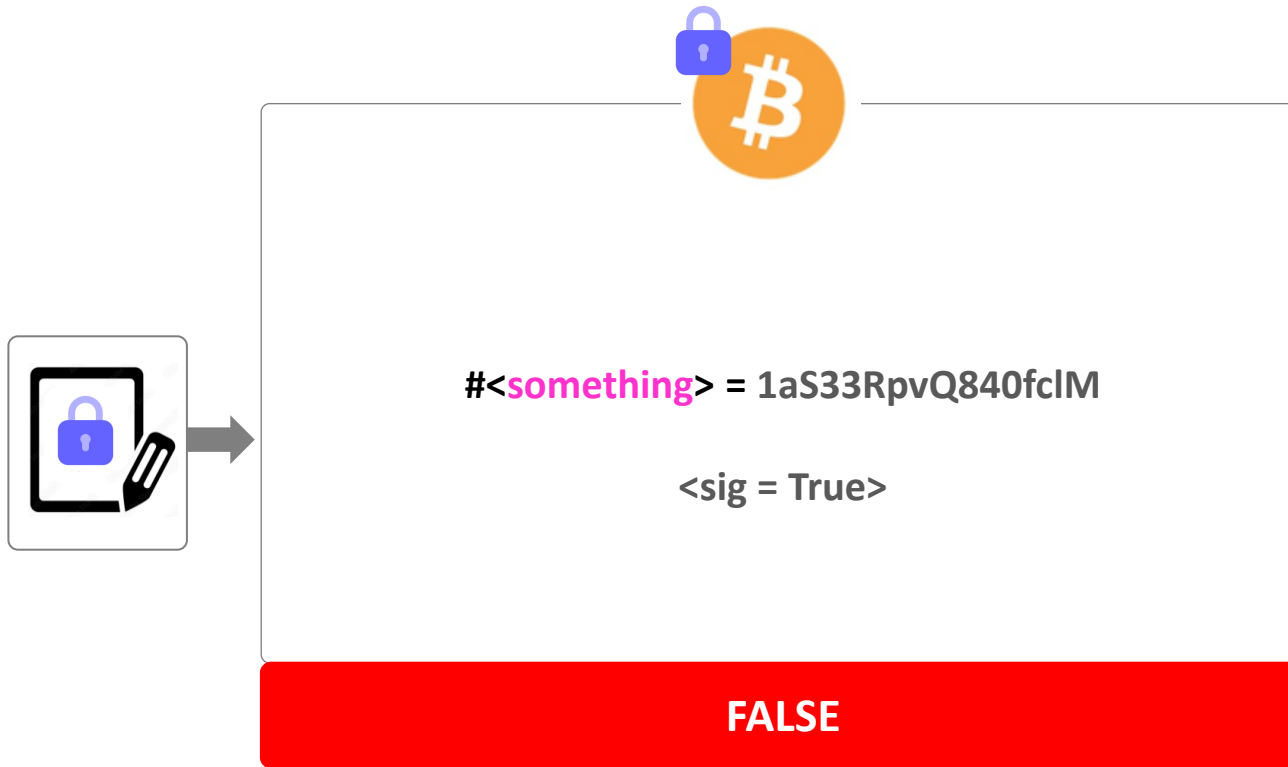 #<something> = 1aS33RpvQ840fclM
<sig = True>
FALSE